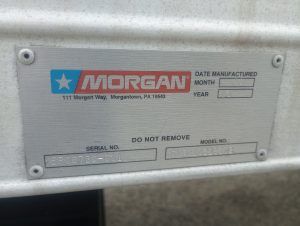 MORGAN
DATE MANUFACTURED
MONTH
111 Morgan Way, Morgantown, PA 19543
YEAR
DO NOT REMOVE
SERIAL NO.
MODEL NO.